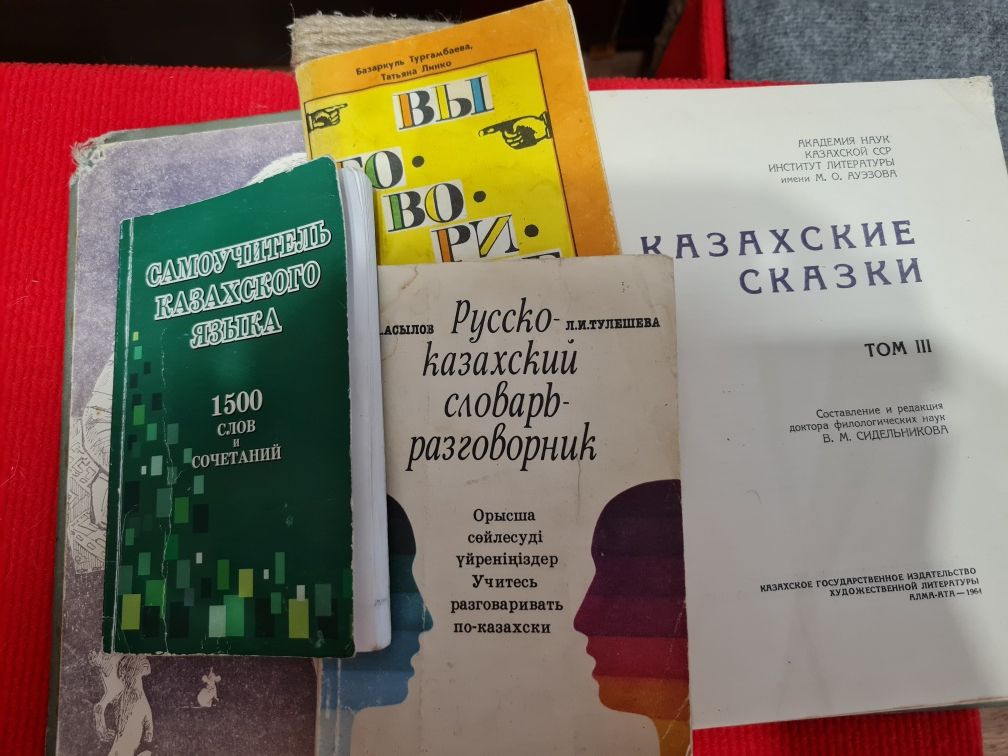 Базаркуль Тургамбаева,
Татьяна Линко
ВЫ
ГО·
ВО·
РИ·
САМОУЧИТЕЛЬ
КАЗАХСКОГО
ЯЗЫКА
1500
СЛОВ
И
СОЧЕТАНИЙ
.АСЫЛОВ Русско- Л.И.ТУЛЕШЕВА
казахский
словарь-
разговорник
Орысша
сөйлесуді
үйреніңіздер
Учитесь
разговаривать
по-казахски
АКАДЕМИЯ НАУК
КАЗАХСКОЙ ССР
ИНСТИТУТ ЛИТЕРАТУРЫ
имени М. О. АУЭЗОВА
КАЗАХСКИЕ
СКАЗКИ
ТОМ III
Составление и редакция
доктора филологических наук
В. М. СИДЕЛЬНИКОВА
КАЗАХСКОЕ ГОСУДАРСТВЕННОЕ ИЗДАТЕЛЬСТВО
ХУДОЖЕСТВЕННОЙ ЛИТЕРАТУРЫ
АЛМА-АТА—1964